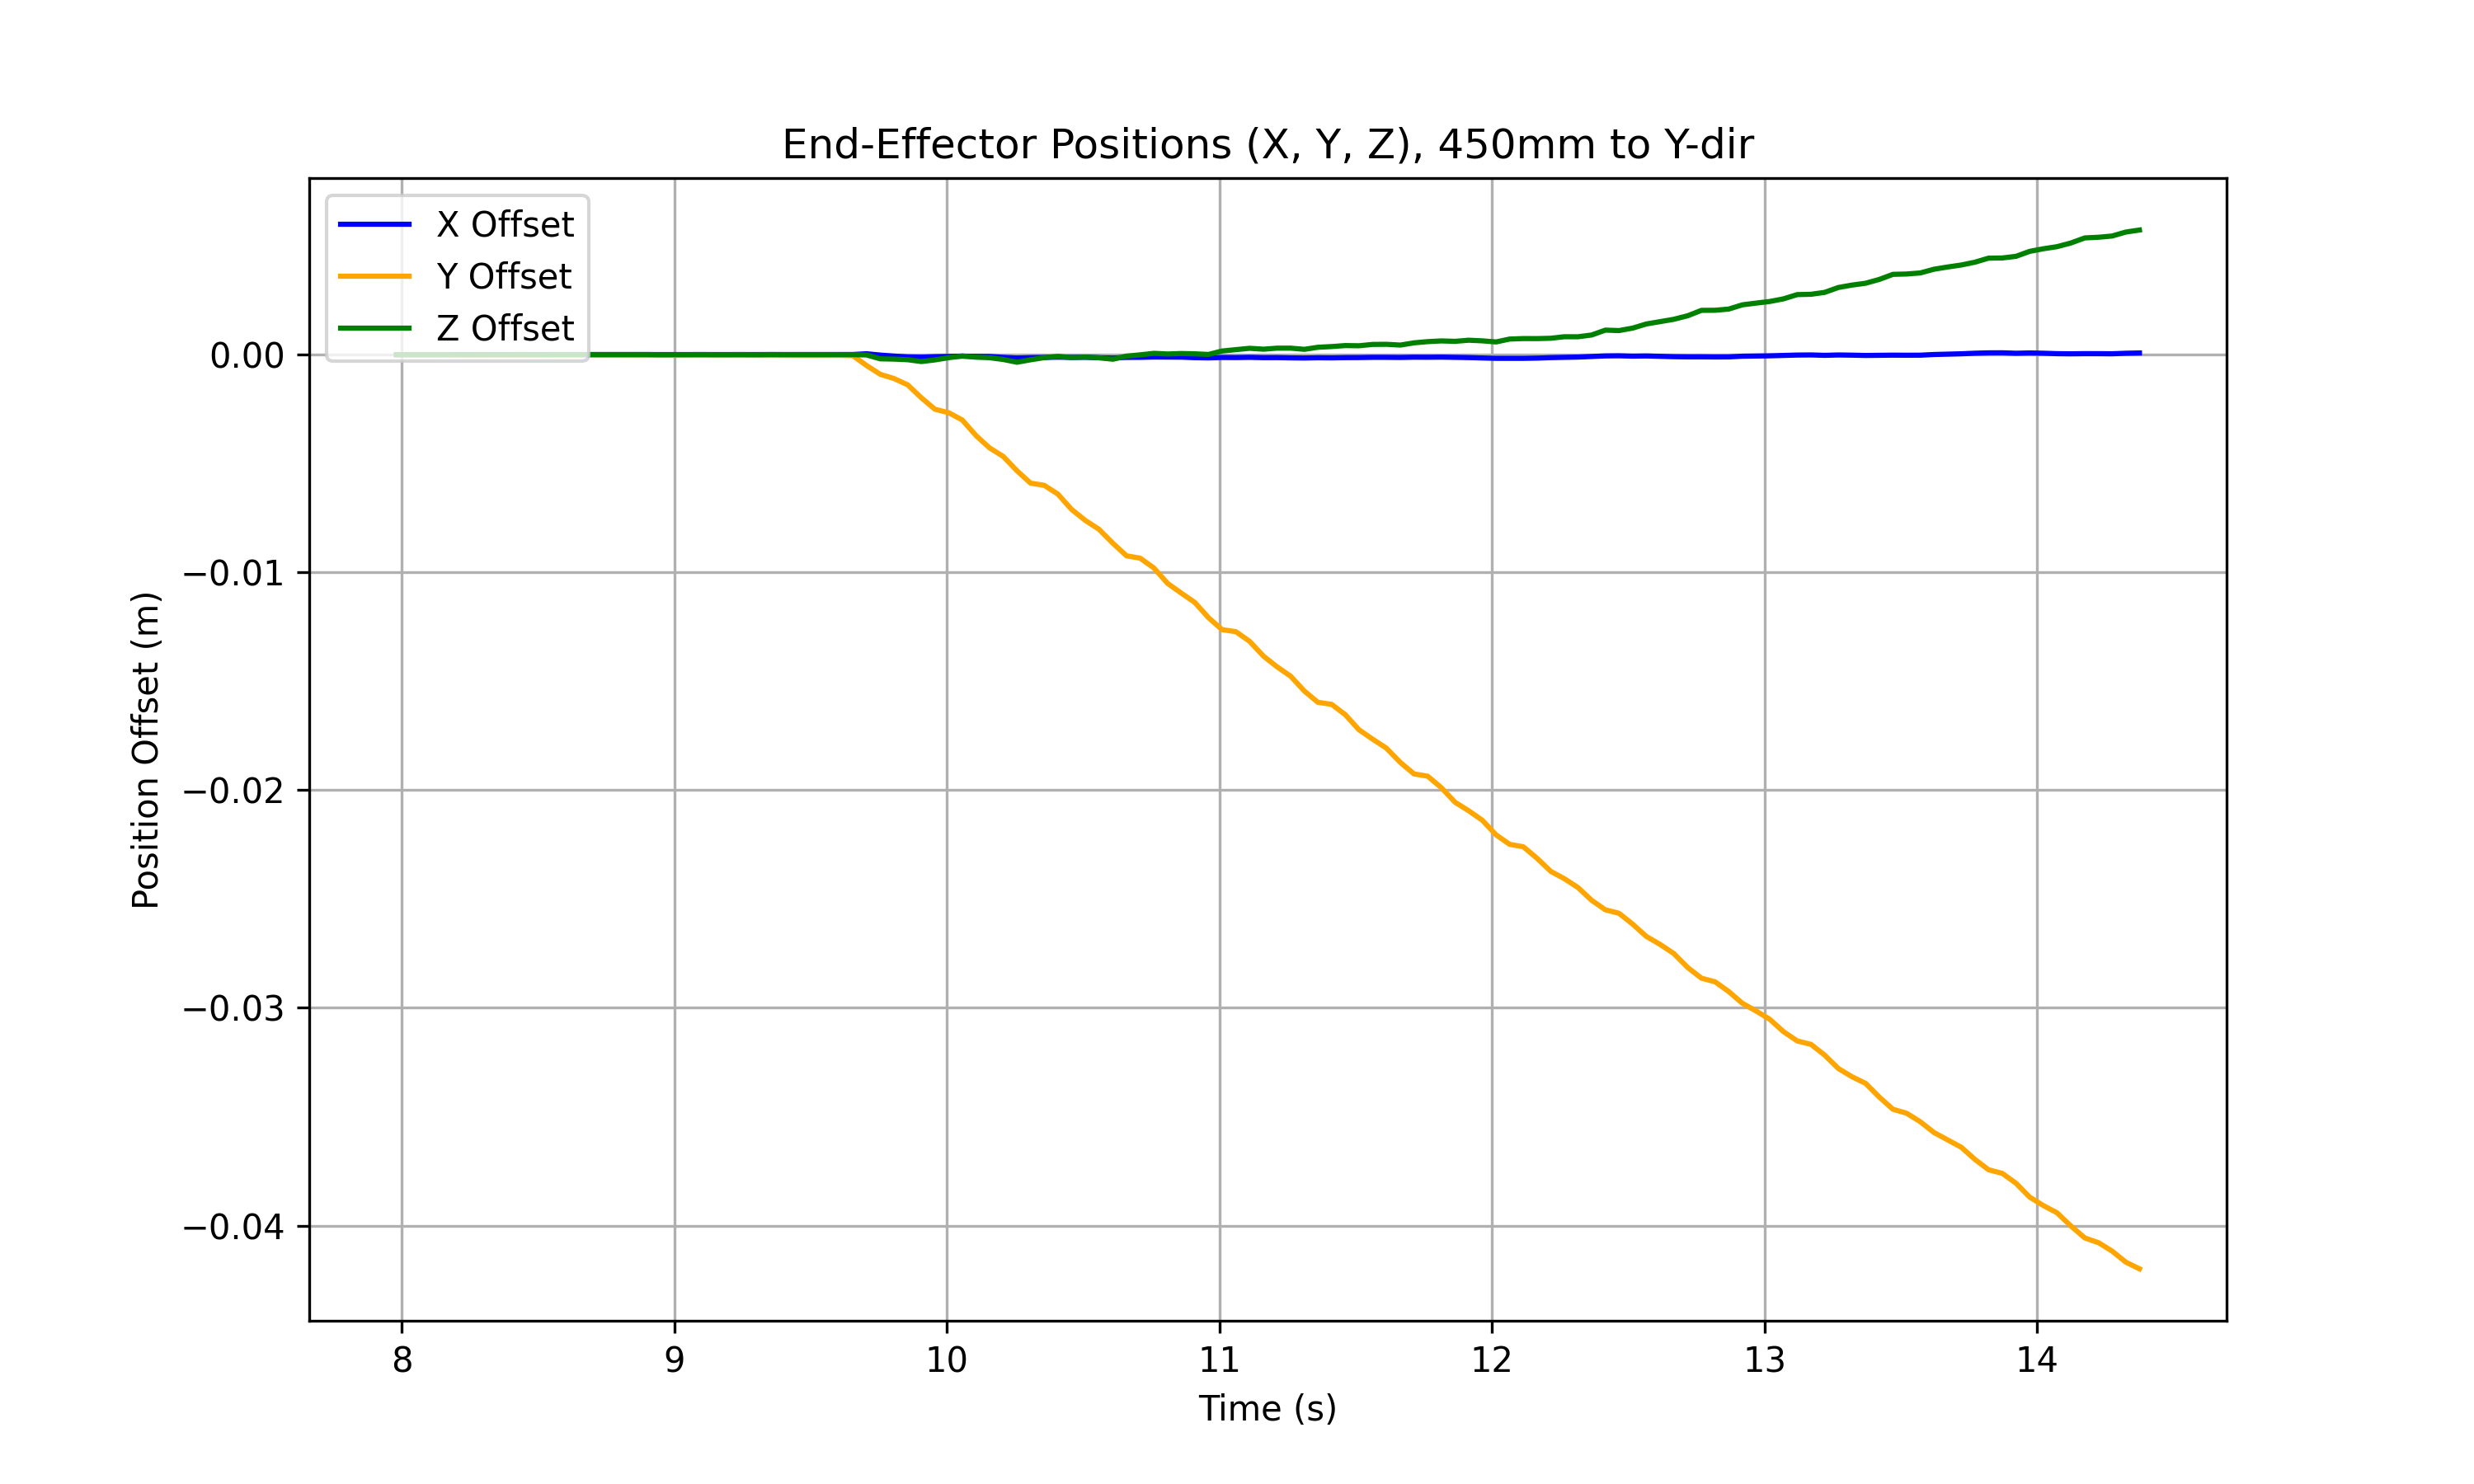 End-Effector Positions (X, Y, Z), 450mm to Y-dir
X Offset
Y Offset
Z Offset
0.00
−0.01
−0.02
−0.03
−0.04
Position Offset (m)
8 9 10 11 12 13 14
Time (s)